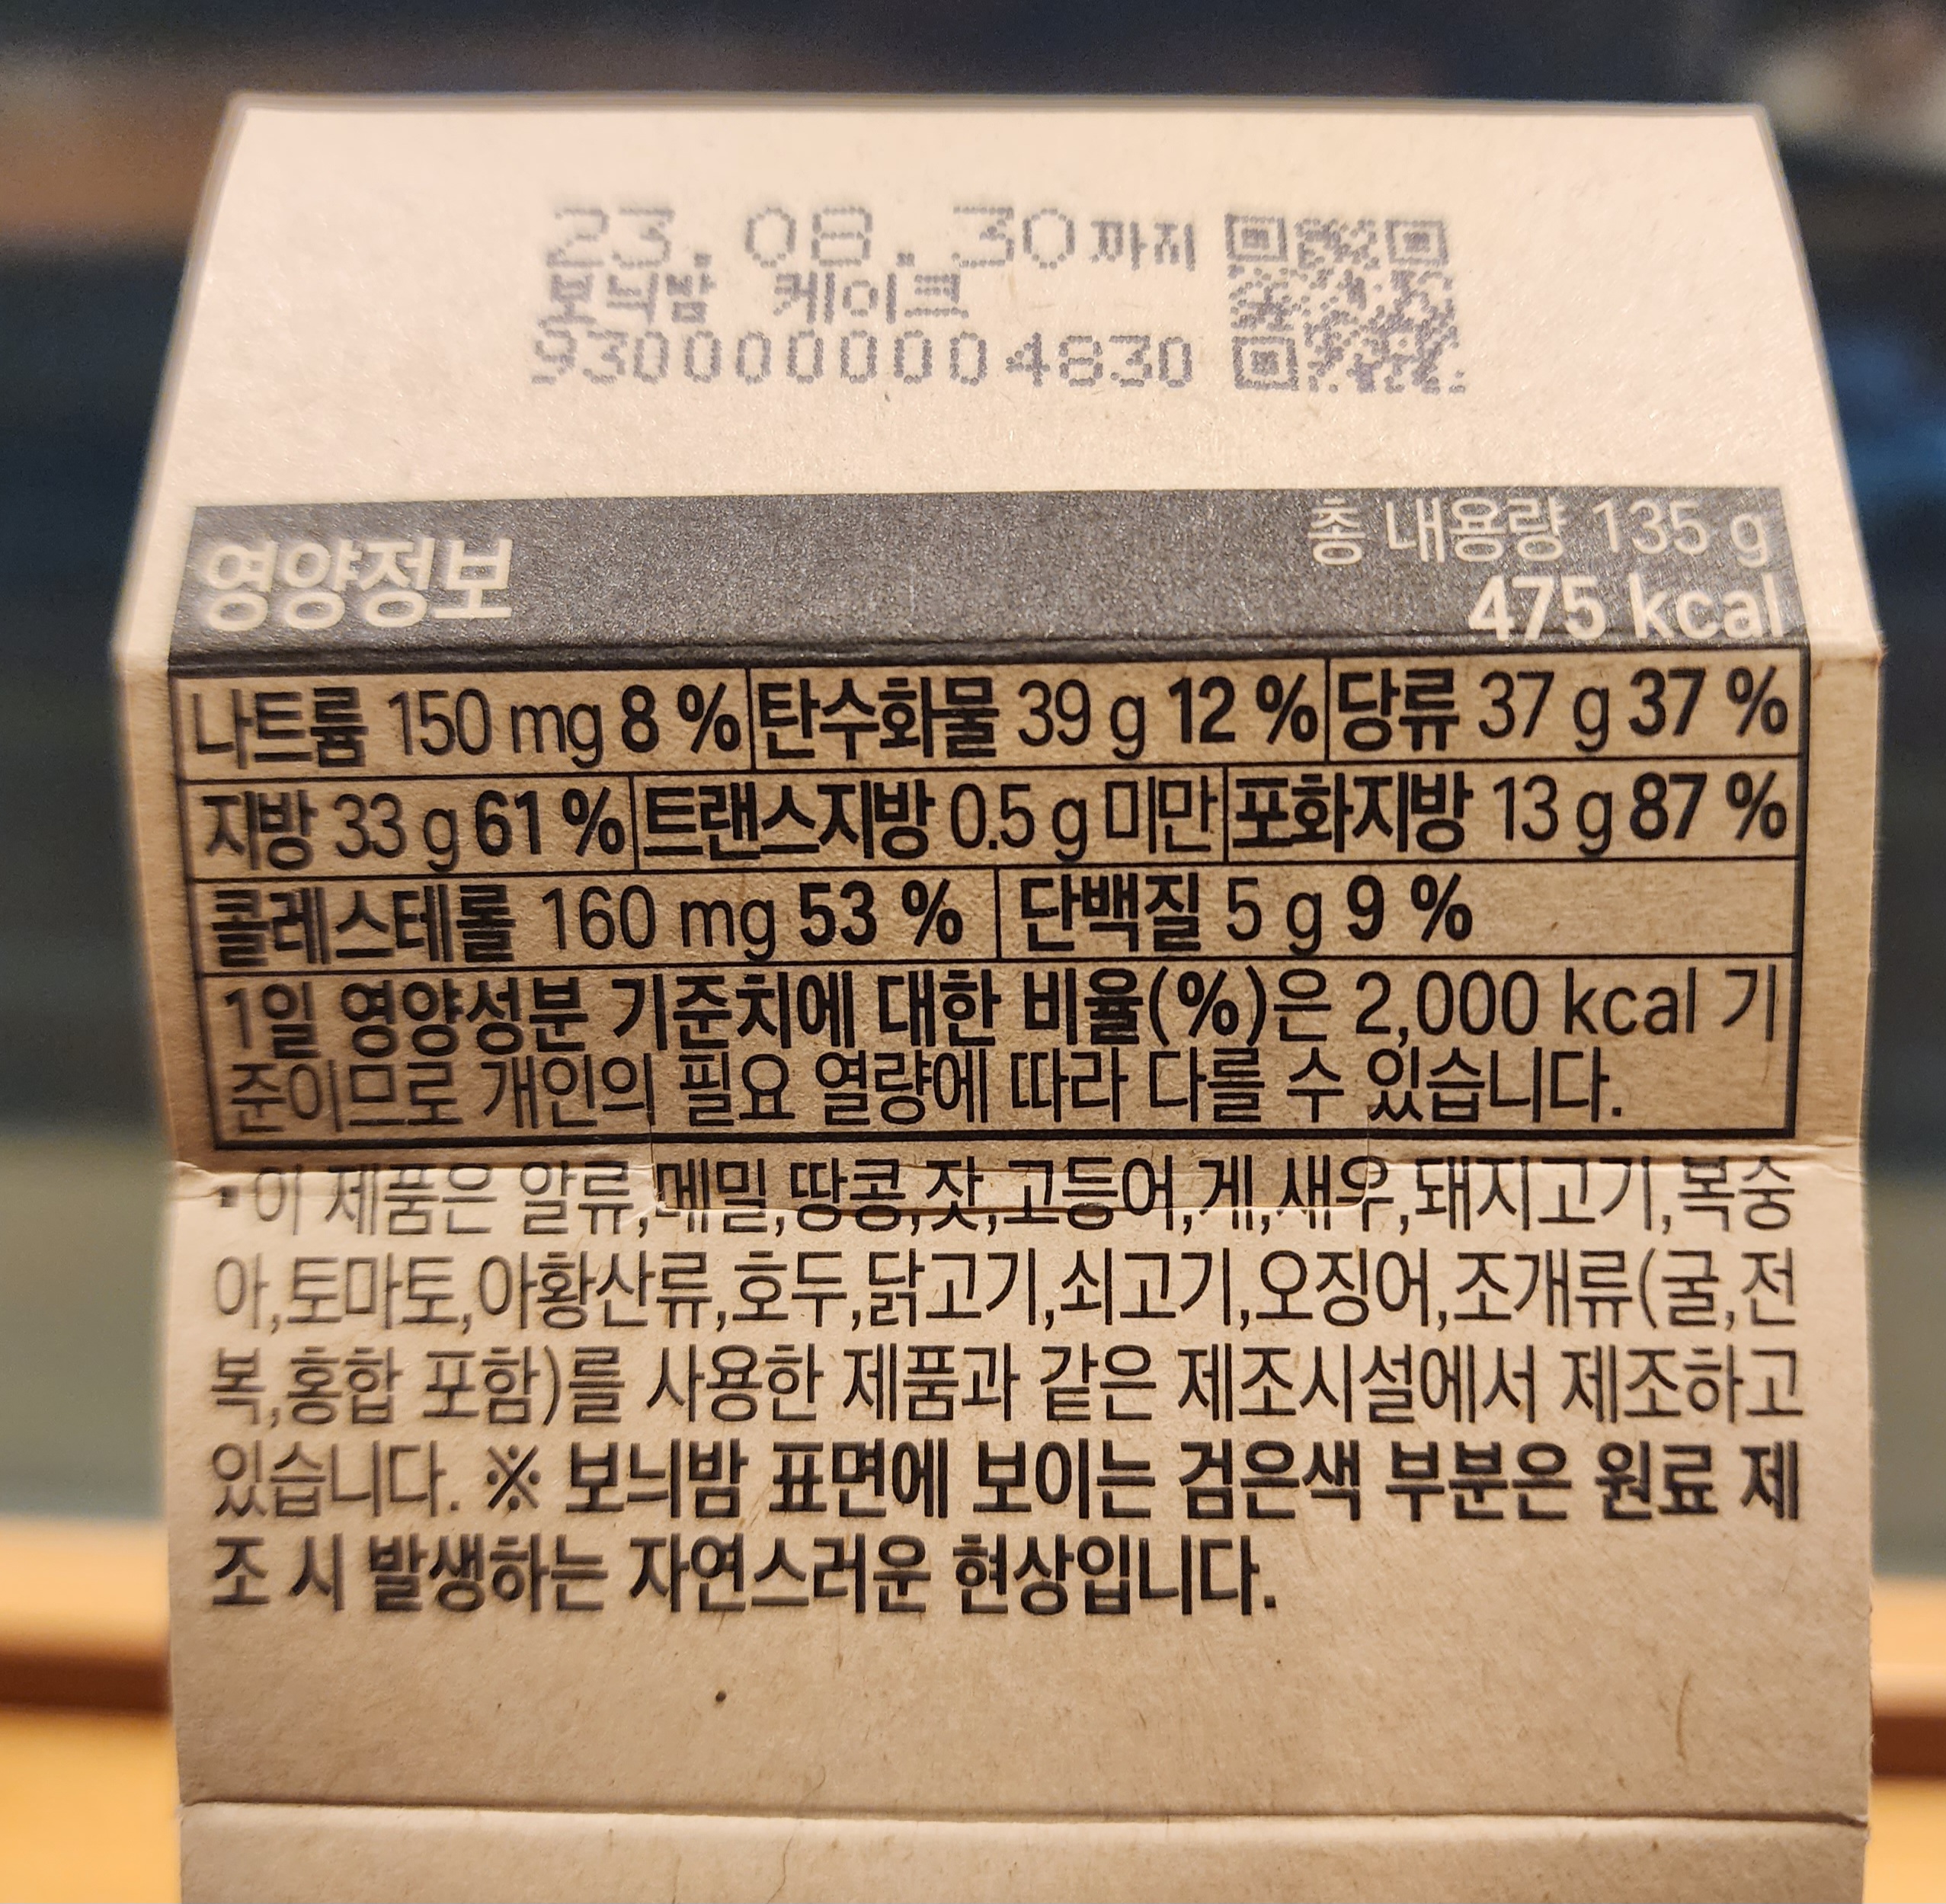 23.08.30까지
보늬밤 케이크
930000004830
영양정보
총 내용량 135 g
475 kcal
나트륨 150 mg 8 % 탄수화물 39 g 12 % 당류 37 g 37 %
지방 33 g 61 % 트랜스지방 0.5 g 미만 포화지방 13 g 87 %
콜레스테롤 160 mg 53 % 단백질 5 g 9 %
1일 영양성분 기준치에 대한 비율(%)은 2,000 kcal 기
준이므로 개인의 필요 열량에 따라 다를 수 있습니다.
▪이 제품은 알류,메밀,땅콩,잣,고등어,게,새우,돼지고기,복숭
아,토마토,아황산류,호두,닭고기,쇠고기,오징어,조개류(굴,전
복,홍합 포함)를 사용한 제품과 같은 제조시설에서 제조하고
있습니다. ※ 보늬밤 표면에 보이는 검은색 부분은 원료 제
조 시 발생하는 자연스러운 현상입니다.